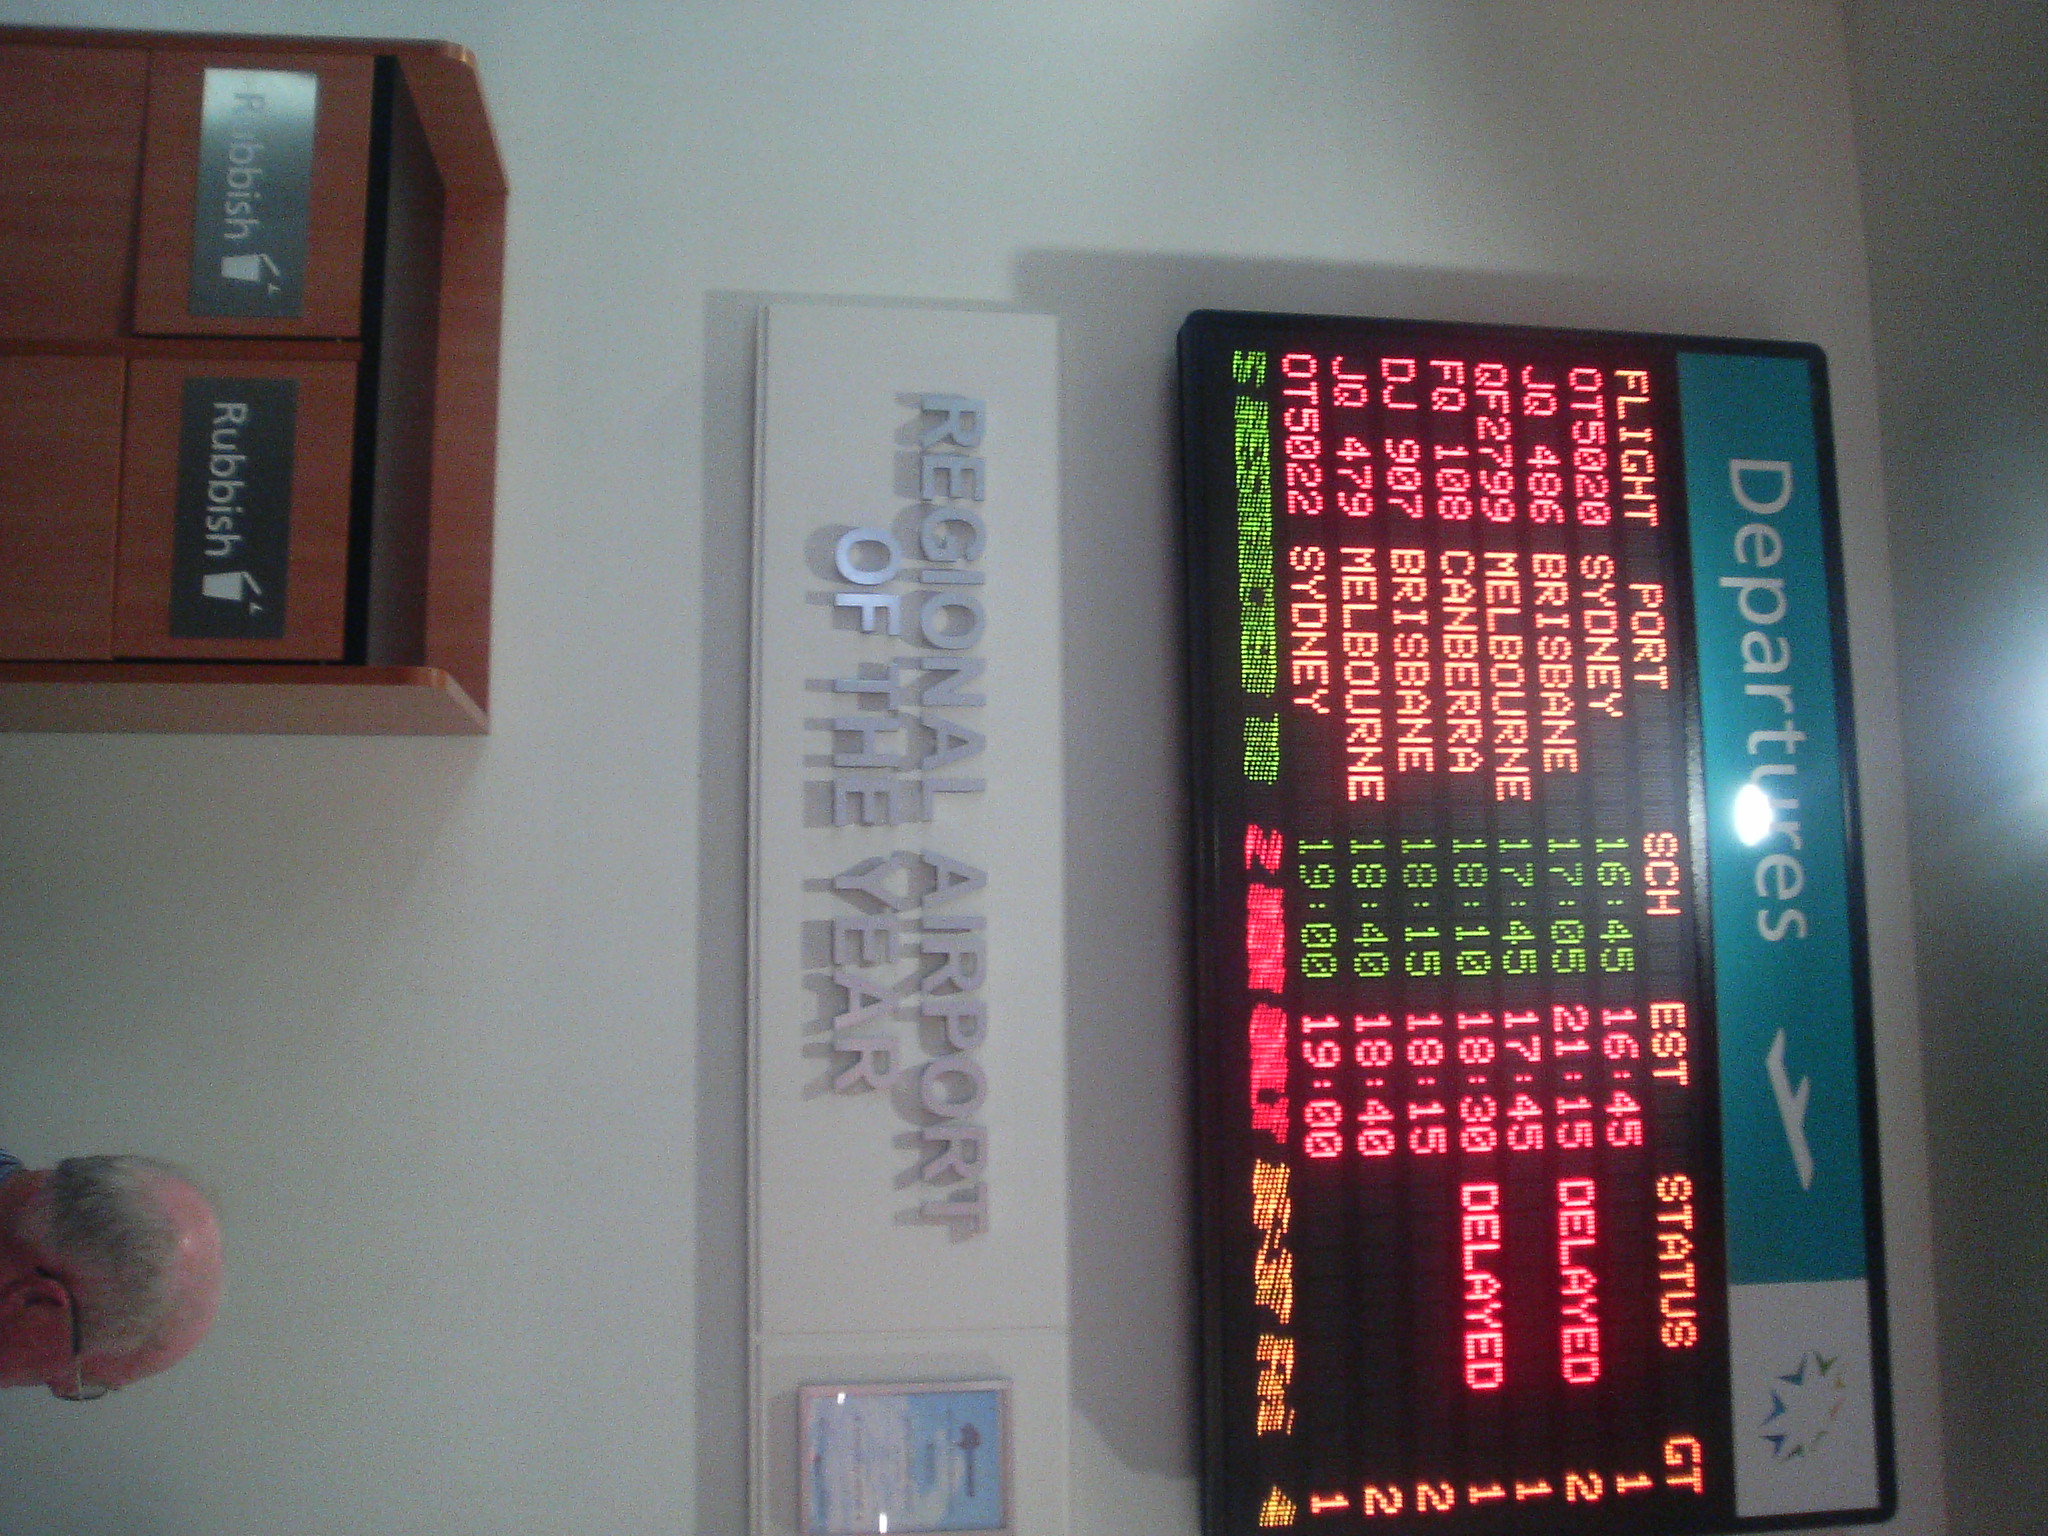 Departures
FLIGHT PORT SCH EST STATUS GT
QT5020 SYDNEY 16:45 16:45 1
JQ 486 BRISBANE 17:05 21:15 DELAYED 2
QF2799 MELBOURNE 17:45 17:45 1
FQ 108 CANBERRA 18:10 18:30 DELAYED 1
DJ 907 BRISBANE 18:15 18:15 2
JQ 479 MELBOURNE 18:40 18:40 2
QT5022 SYDNEY 19:00 19:00 1
REGIONAL AIRPORT
OF THE YEAR
Rubbish
Rubbish